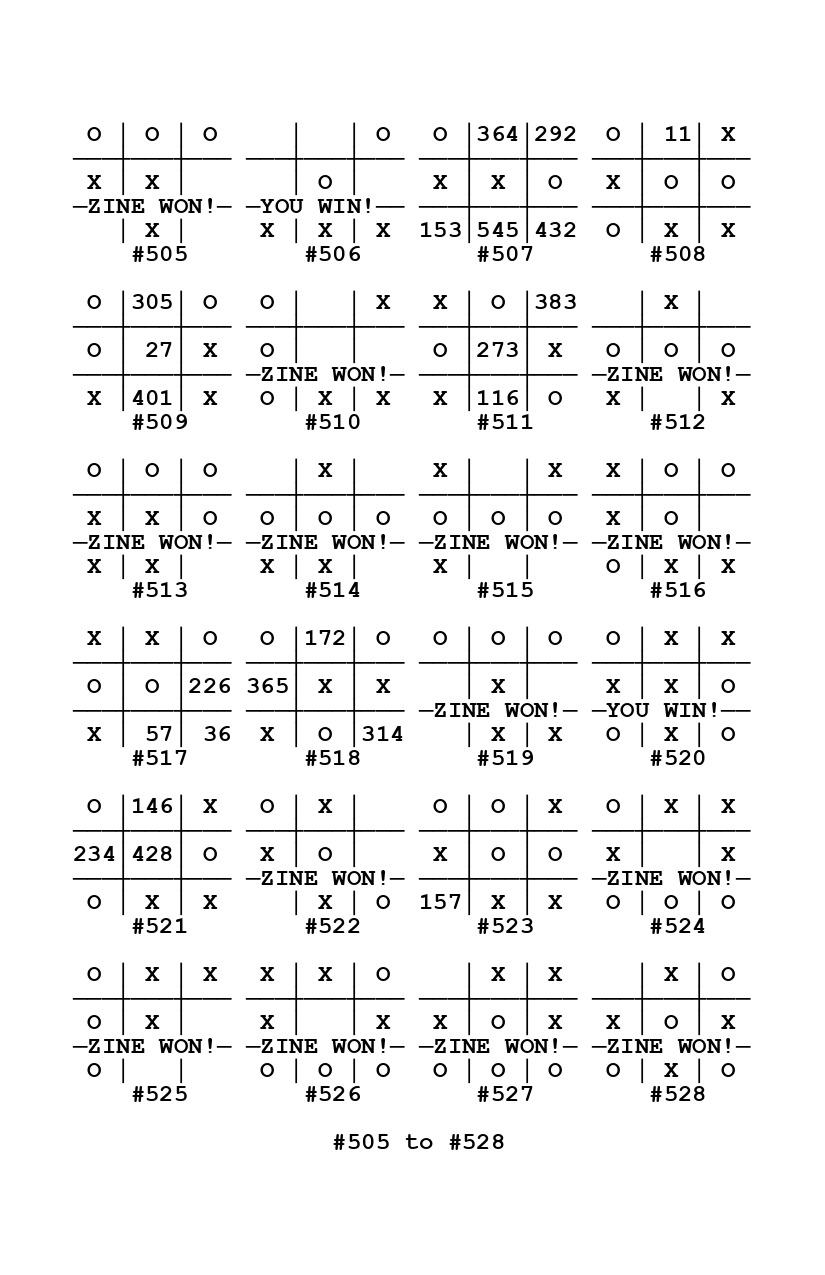 O | O | O   | | O   O |364|292   O | 11| X
X | X |   | O |   X | X | O   X | O | O
ZINE WON!   YOU WIN!
| X |   X | X | X   153|545|432   O | X | X
#505   #506   #507   #508
O |305| O   O | | X   X | O |383   | X |
O | 27| X   O | |   O |273| X   O | O | O
ZINE WON!   ZINE WON!
X |401| X   O | X | X   X |116| O   X | | X
#509   #510   #511   #512
O | O | O   | X |   X | | X   X | O | O
X | X | O   O | O | O   O | O | O   X | O |
ZINE WON!   ZINE WON!   ZINE WON!   ZINE WON!
X | X |   X | X |   X | |   O | X | X
#513   #514   #515   #516
X | X | O   O |172| O   O | O | O   O | X | X
O | O |226   365| X | X   | X |   X | X | O
ZINE WON!   YOU WIN!
X | 57| 36   X | O |314   | X | X   O | X | O
#517   #518   #519   #520
O |146| X   O | X |   O | O | X   O | X | X
234|428| O   X | O |   X | O | O   X | | X
ZINE WON!   ZINE WON!
O | X | X   | X | O   157| X | X   O | O | O
#521   #522   #523   #524
O | X | X   X | X | O   | X | X   | X | O
O | X |   X | | X   X | O | X   X | O | X
ZINE WON!   ZINE WON!   ZINE WON!   ZINE WON!
O | |   O | O | O   O | O | O   O | X | O
#525   #526   #527   #528
#505 to #528